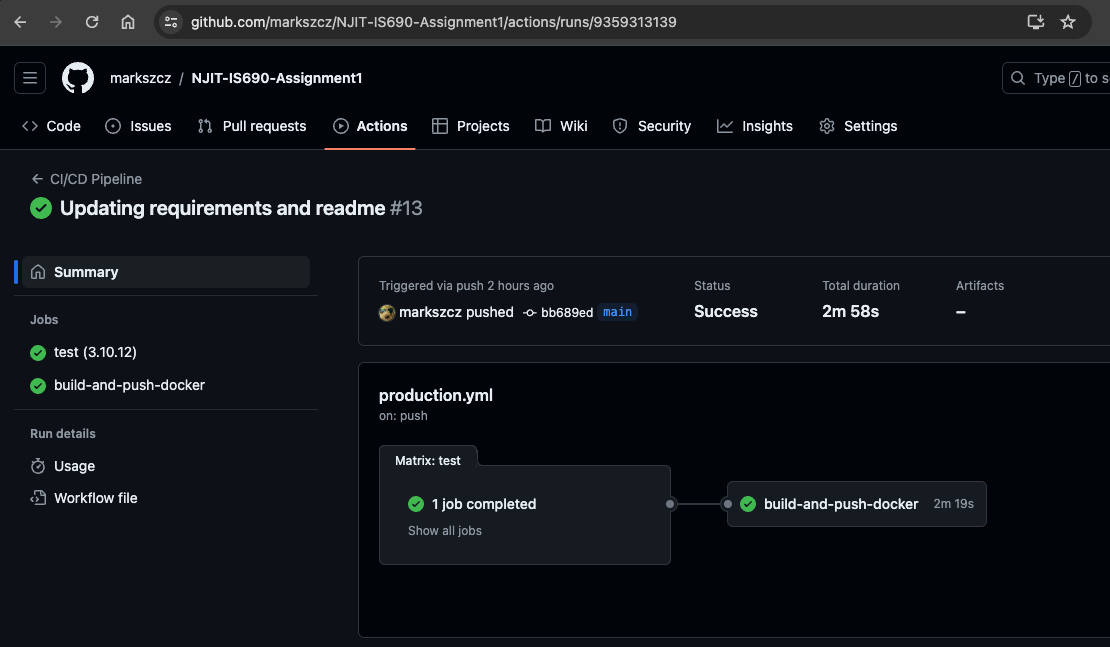 github.com/markszcz/NJIT-IS690-Assignment1/actions/runs/9359313139
markszcz / NJIT-IS690-Assignment1
Type / to s
Code Issues Pull requests Actions Projects Wiki Security Insights Settings
CI/CD Pipeline
Updating requirements and readme #13
Summary
Jobs
test (3.10.12)
build-and-push-docker
Run details
Usage
Workflow file
Triggered via push 2 hours ago
markszcz pushed bb689ed main
Status
Success
Total duration
2m 58s
Artifacts
–
production.yml
on: push
Matrix: test
1 job completed
Show all jobs
build-and-push-docker 2m 19s